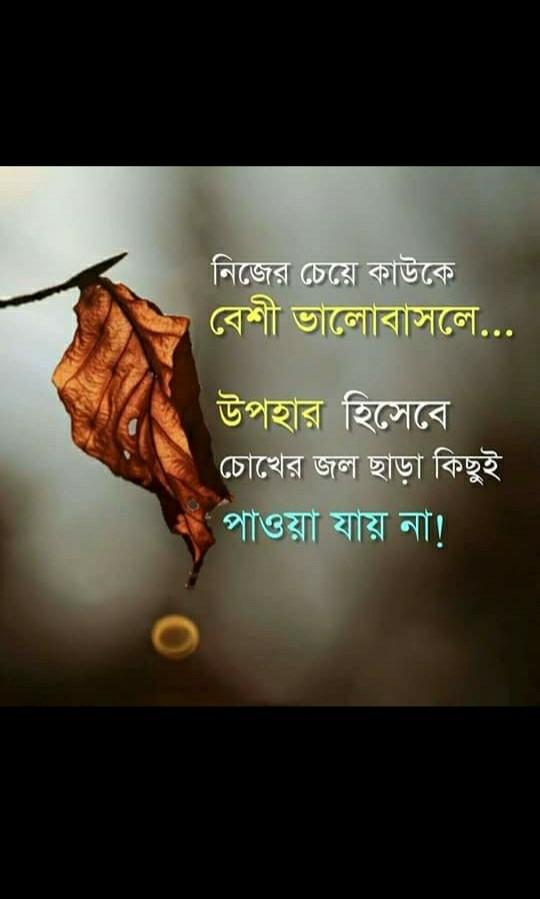 নিজের চেয়ে কাউকে
বেশী ভালোবাসলে...
উপহার হিসেবে
চোখের জল ছাড়া কিছুই
পাওয়া যায় না!